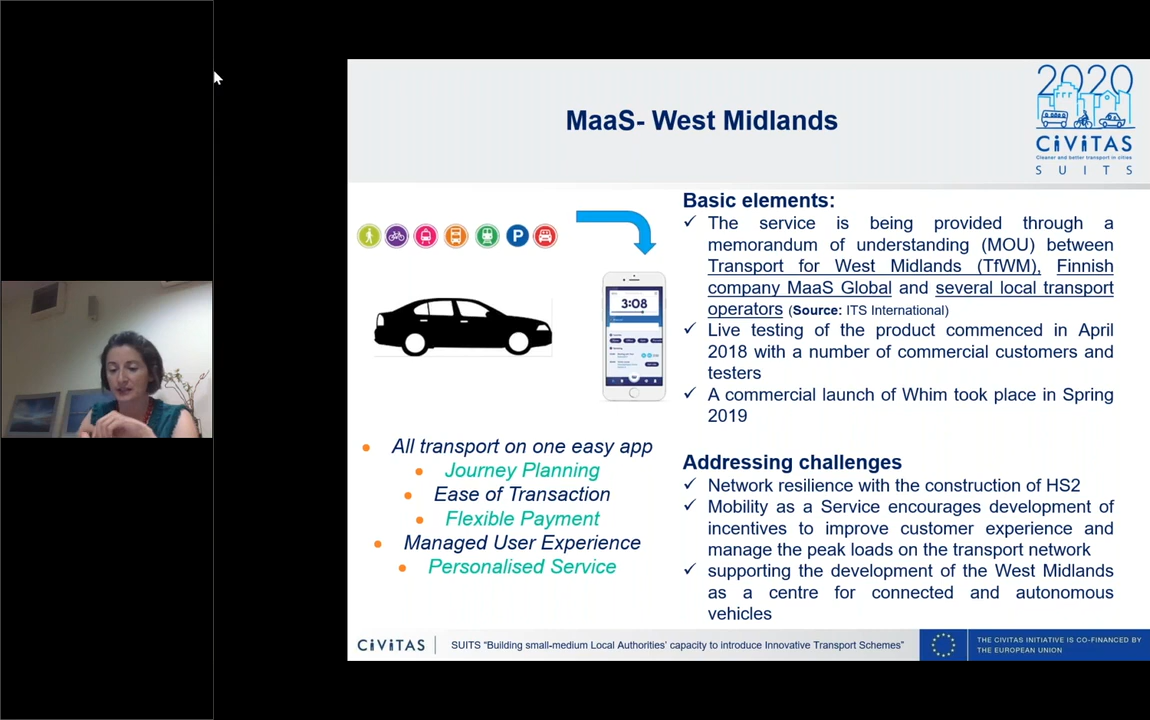 MaaS- West Midlands
2020
CIVITAS
Cleaner and better transport in cities
SUITS
P
3:08
Basic elements:
✓ The service is being provided through a
memorandum of understanding (MOU) between
Transport for West Midlands (TfWM), Finnish
company MaaS Global and several local transport
operators (Source: ITS International)
✓ Live testing of the product commenced in April
2018 with a number of commercial customers and
testers
✓ A commercial launch of Whim took place in Spring
2019
• All transport on one easy app
• Journey Planning
• Ease of Transaction
• Flexible Payment
• Managed User Experience
• Personalised Service
Addressing challenges
✓ Network resilience with the construction of HS2
✓ Mobility as a Service encourages development of
incentives to improve customer experience and
manage the peak loads on the transport network
✓ supporting the development of the West Midlands
as a centre for connected and autonomous
vehicles
CIVITAS
SUITS “Building small-medium Local Authorities’ capacity to introduce Innovative Transport Schemes”
THE CIVITAS INITIATIVE IS CO-FINANCED BY
THE EUROPEAN UNION